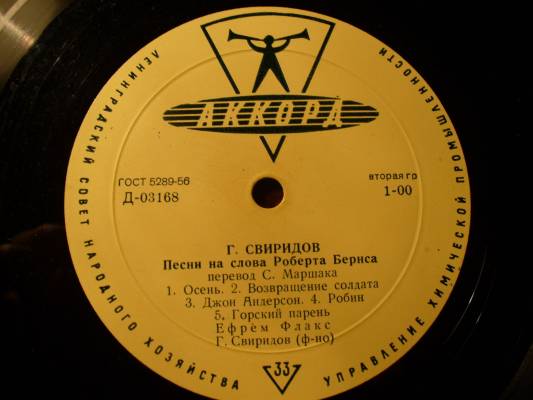 ЛЕНИНГРАДСКИЙ СОВЕТ НАРОДНОГО ХОЗЯЙСТВА
УПРАВЛЕНИЕ ХИМИЧЕСКОЙ ПРОМЫШЛЕННОСТИ
АККОРД
ГОСТ 5289-56
Д-03168
вторая гр
1-00
Г. СВИРИДОВ
Песни на слова Роберта Бернса
перевод С. Маршака
1. Осень. 2. Возвращение солдата
3. Джон Андерсон. 4. Робин
5. Горский парень
Ефрем Флакс
Г. Свиридов (ф-но)
33